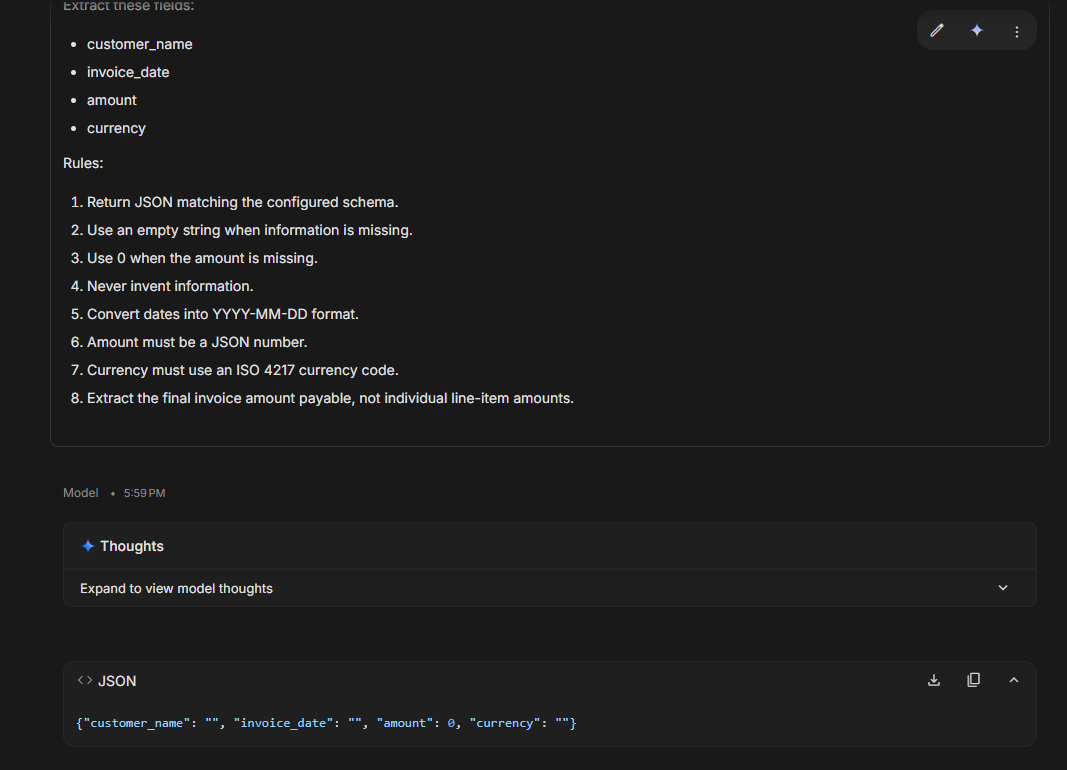 Extract these fields:
customer_name
invoice_date
amount
currency
Rules:
1. Return JSON matching the configured schema.
2. Use an empty string when information is missing.
3. Use 0 when the amount is missing.
4. Never invent information.
5. Convert dates into YYYY-MM-DD format.
6. Amount must be a JSON number.
7. Currency must use an ISO 4217 currency code.
8. Extract the final invoice amount payable, not individual line-item amounts.
Model • 5:59 PM
Thoughts
Expand to view model thoughts
<> JSON
{"customer_name": "", "invoice_date": "", "amount": 0, "currency": ""}